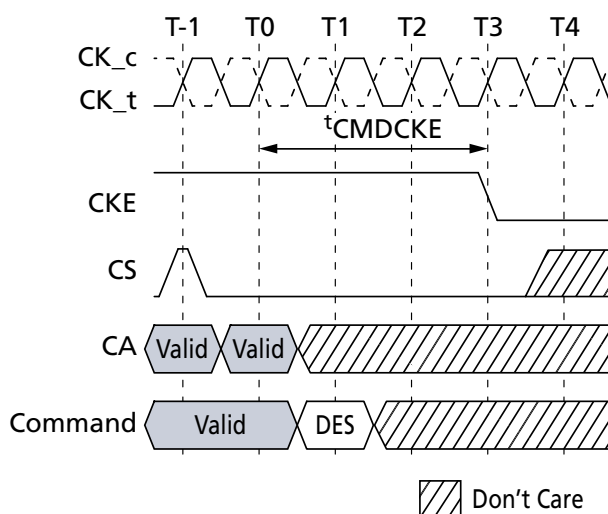 T-1 T0 T1 T2 T3 T4
CK_c
CK_t
tCMDCKE
CKE
CS
CA Valid Valid
Command Valid DES
Don't Care